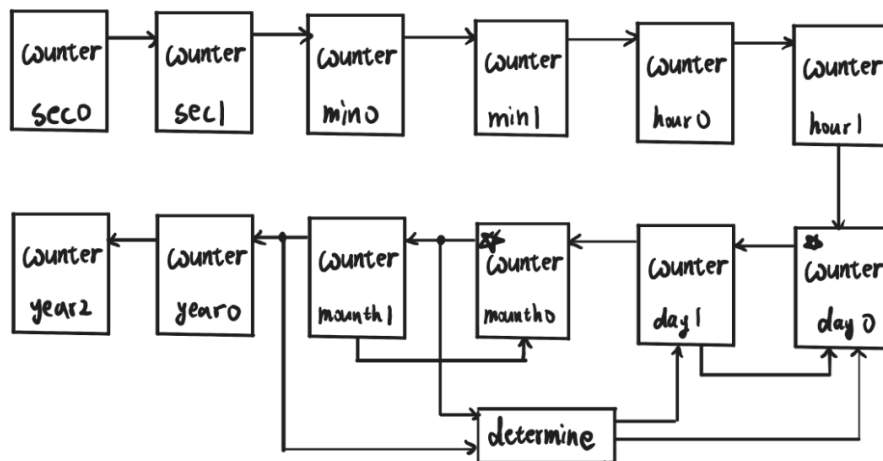 counter
sec0
counter
sec1
counter
min0
counter
min1
counter
hour0
counter
hour1
counter
year2
counter
year0
counter
mounth1
counter
mounth0
counter
day1
counter
day0
determine